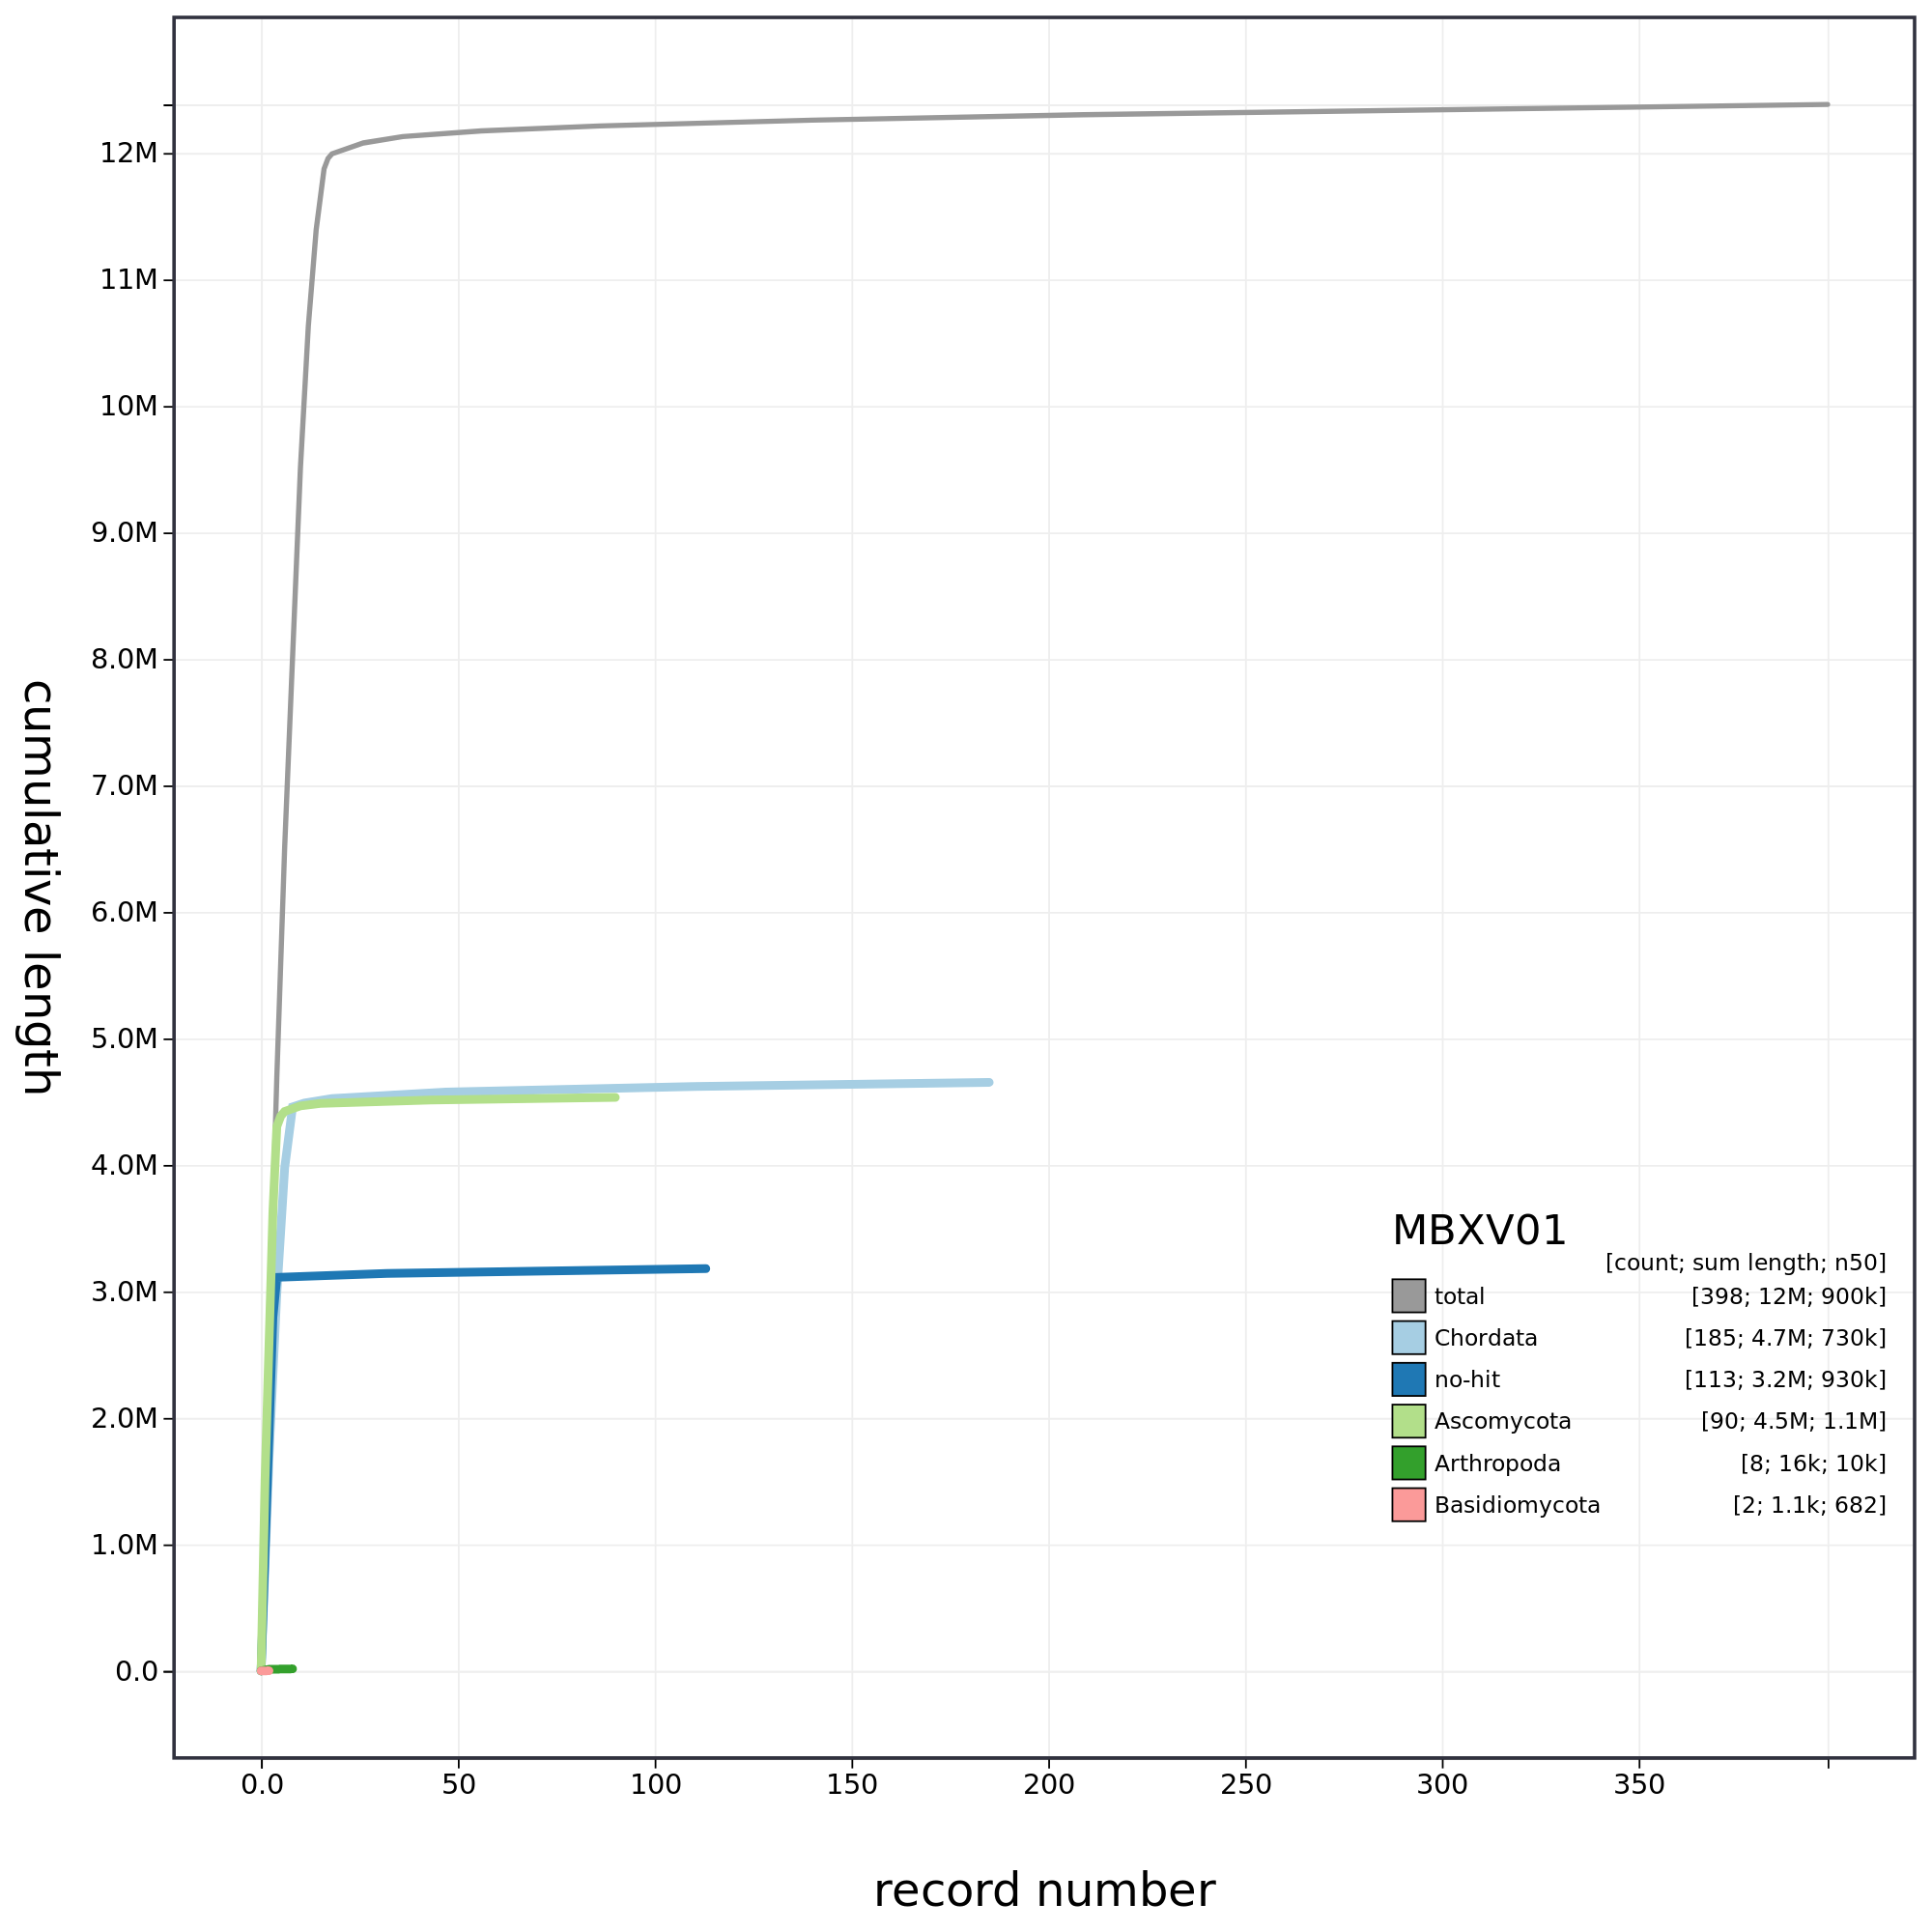 cumulative length
12M
11M
10M
9.0M
8.0M
7.0M
6.0M
5.0M
4.0M
3.0M
2.0M
1.0M
0.0
MBXV01
[count; sum length; n50]
total [398; 12M; 900k]
Chordata [185; 4.7M; 730k]
no-hit [113; 3.2M; 930k]
Ascomycota [90; 4.5M; 1.1M]
Arthropoda [8; 16k; 10k]
Basidiomycota [2; 1.1k; 682]
0.0 50 100 150 200 250 300 350
record number